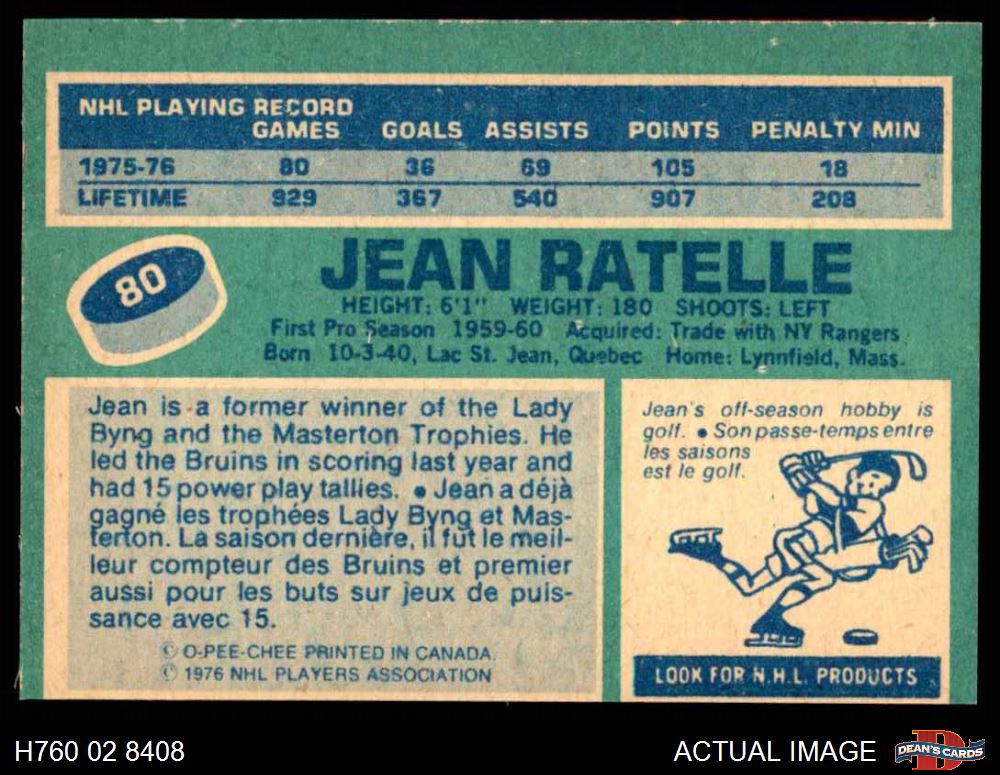 NHL PLAYING RECORD
GAMES GOALS ASSISTS POINTS PENALTY MIN
1975-76 80 36 69 105 18
LIFETIME 929 367 540 907 208
80
JEAN RATELLE
HEIGHT: 6'1" WEIGHT: 180 SHOOTS: LEFT
First Pro Season 1959-60 Acquired: Trade with NY Rangers
Born 10-3-40, Lac St. Jean, Quebec Home: Lynnfield, Mass.
Jean is a former winner of the Lady
Byng and the Masterton Trophies. He
led the Bruins in scoring last year and
had 15 power play tallies. • Jean a déjà
gagné les trophées Lady Byng et Mas-
terton. La saison dernière, il fut le meil-
leur compteur des Bruins et premier
aussi pour les buts sur jeux de puis-
sance avec 15.
© O-PEE-CHEE PRINTED IN CANADA.
© 1976 NHL PLAYERS ASSOCIATION
Jean's off-season hobby is
golf. • Son passe-temps entre
les saisons
est le golf.
LOOK FOR N.H.L. PRODUCTS
H760 02 8408
ACTUAL IMAGE
DEAN'S CARDS